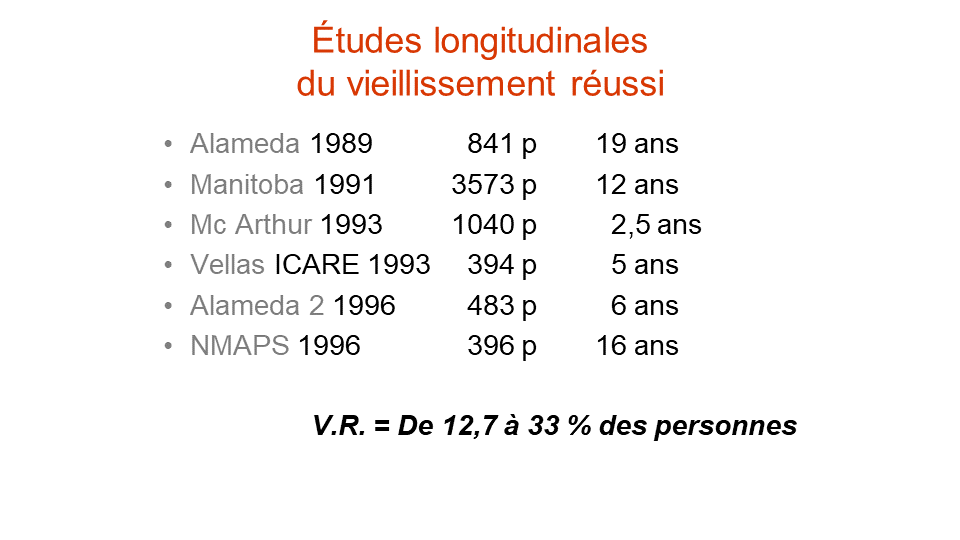 Études longitudinales
du vieillissement réussi
• Alameda 1989 841 p 19 ans
• Manitoba 1991 3573 p 12 ans
• Mc Arthur 1993 1040 p 2,5 ans
• Vellas ICARE 1993 394 p 5 ans
• Alameda 2 1996 483 p 6 ans
• NMAPS 1996 396 p 16 ans
V.R. = De 12,7 à 33 % des personnes